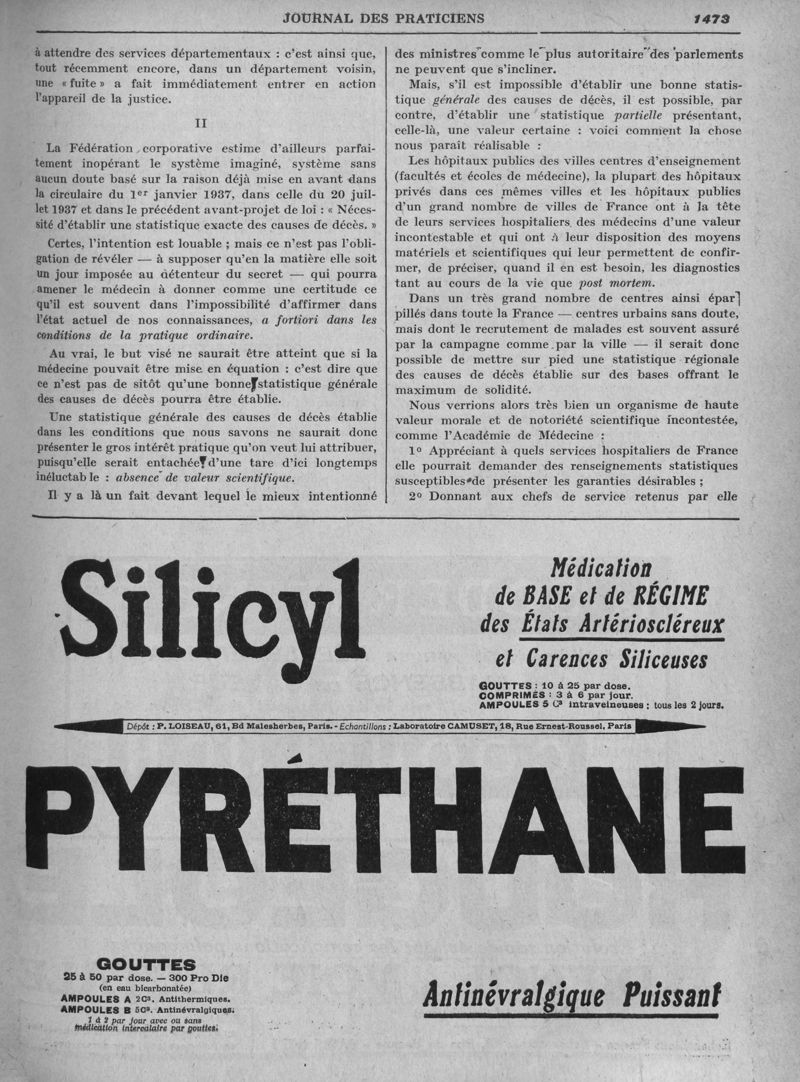 JOURNAL DES PRATICIENS 1473
à attendre des services départementaux : c'est ainsi que,
tout récemment encore, dans un département voisin,
une « fuite » a fait immédiatement entrer en action
l'appareil de la justice.
II
La Fédération corporative estime d'ailleurs parfai-
tement inopérant le système imaginé, système sans
aucun doute basé sur la raison déjà mise en avant dans
la circulaire du 1er janvier 1937, dans celle du 20 juil-
let 1937 et dans le précédent avant-projet de loi : « Néces-
sité d'établir une statistique exacte des causes de décès. »
Certes, l'intention est louable ; mais ce n'est pas l'obli-
gation de révéler — à supposer qu'en la matière elle soit
un jour imposée au détenteur du secret — qui pourra
amener le médecin à donner comme une certitude ce
qu'il est souvent dans l'impossibilité d'affirmer dans
l'état actuel de nos connaissances, a fortiori dans les
conditions de la pratique ordinaire.
Au vrai, le but visé ne saurait être atteint que si la
médecine pouvait être mise en équation : c'est dire que
ce n'est pas de sitôt qu'une bonne statistique générale
des causes de décès pourra être établie.
Une statistique générale des causes de décès établie
dans les conditions que nous savons ne saurait donc
présenter le gros intérêt pratique qu'on veut lui attribuer,
puisqu'elle serait entachée d'une tare d'ici longtemps
inéluctable : absence de valeur scientifique.
Il y a là un fait devant lequel le mieux intentionné
des ministres comme le plus autoritaire des parlements
ne peuvent que s'incliner.
Mais, s'il est impossible d'établir une bonne statis-
tique générale des causes de décès, il est possible, par
contre, d'établir une statistique partielle présentant,
celle-là, une valeur certaine : voici comment la chose
nous paraît réalisable :
Les hôpitaux publics des villes centres d'enseignement
(facultés et écoles de médecine), la plupart des hôpitaux
privés dans ces mêmes villes et les hôpitaux publics
d'un grand nombre de villes de France ont à la tête
de leurs services hospitaliers des médecins d'une valeur
incontestable et qui ont à leur disposition des moyens
matériels et scientifiques qui leur permettent de confir-
mer, de préciser, quand il en est besoin, les diagnostics
tant au cours de la vie que post mortem.
Dans un très grand nombre de centres ainsi épar
pillés dans toute la France — centres urbains sans doute,
mais dont le recrutement de malades est souvent assuré
par la campagne comme par la ville — il serait donc
possible de mettre sur pied une statistique régionale
des causes de décès établie sur des bases offrant le
maximum de solidité.
Nous verrions alors très bien un organisme de haute
valeur morale et de notoriété scientifique incontestée,
comme l'Académie de Médecine :
1º Appréciant à quels services hospitaliers de France
elle pourrait demander des renseignements statistiques
susceptibles de présenter les garanties désirables ;
2º Donnant aux chefs de service retenus par elle
Silicyl
Médication
de BASE et de RÉGIME
des États Artérioscléreux
et Carences Siliceuses
GOUTTES : 10 à 25 par dose.
COMPRIMÉS : 3 à 6 par jour.
AMPOULES 5 C³ intraveineuses : tous les 2 jours.
Dépôt : P. LOISEAU, 61, Bd Malesherbes, Paris. - Echantillons : Laboratoire CAMUSET, 18, Rue Ernest-Roussel, Paris
PYRÉTHANE
GOUTTES
25 à 50 par dose. — 300 Pro Die
(en eau bicarbonatée)
AMPOULES A 2C³. Antithermiques.
AMPOULES B 5C³. Antinévralgiques.
1 à 2 par jour avec ou sans
médication intercalaire par gouttes.
Antinévralgique Puissant